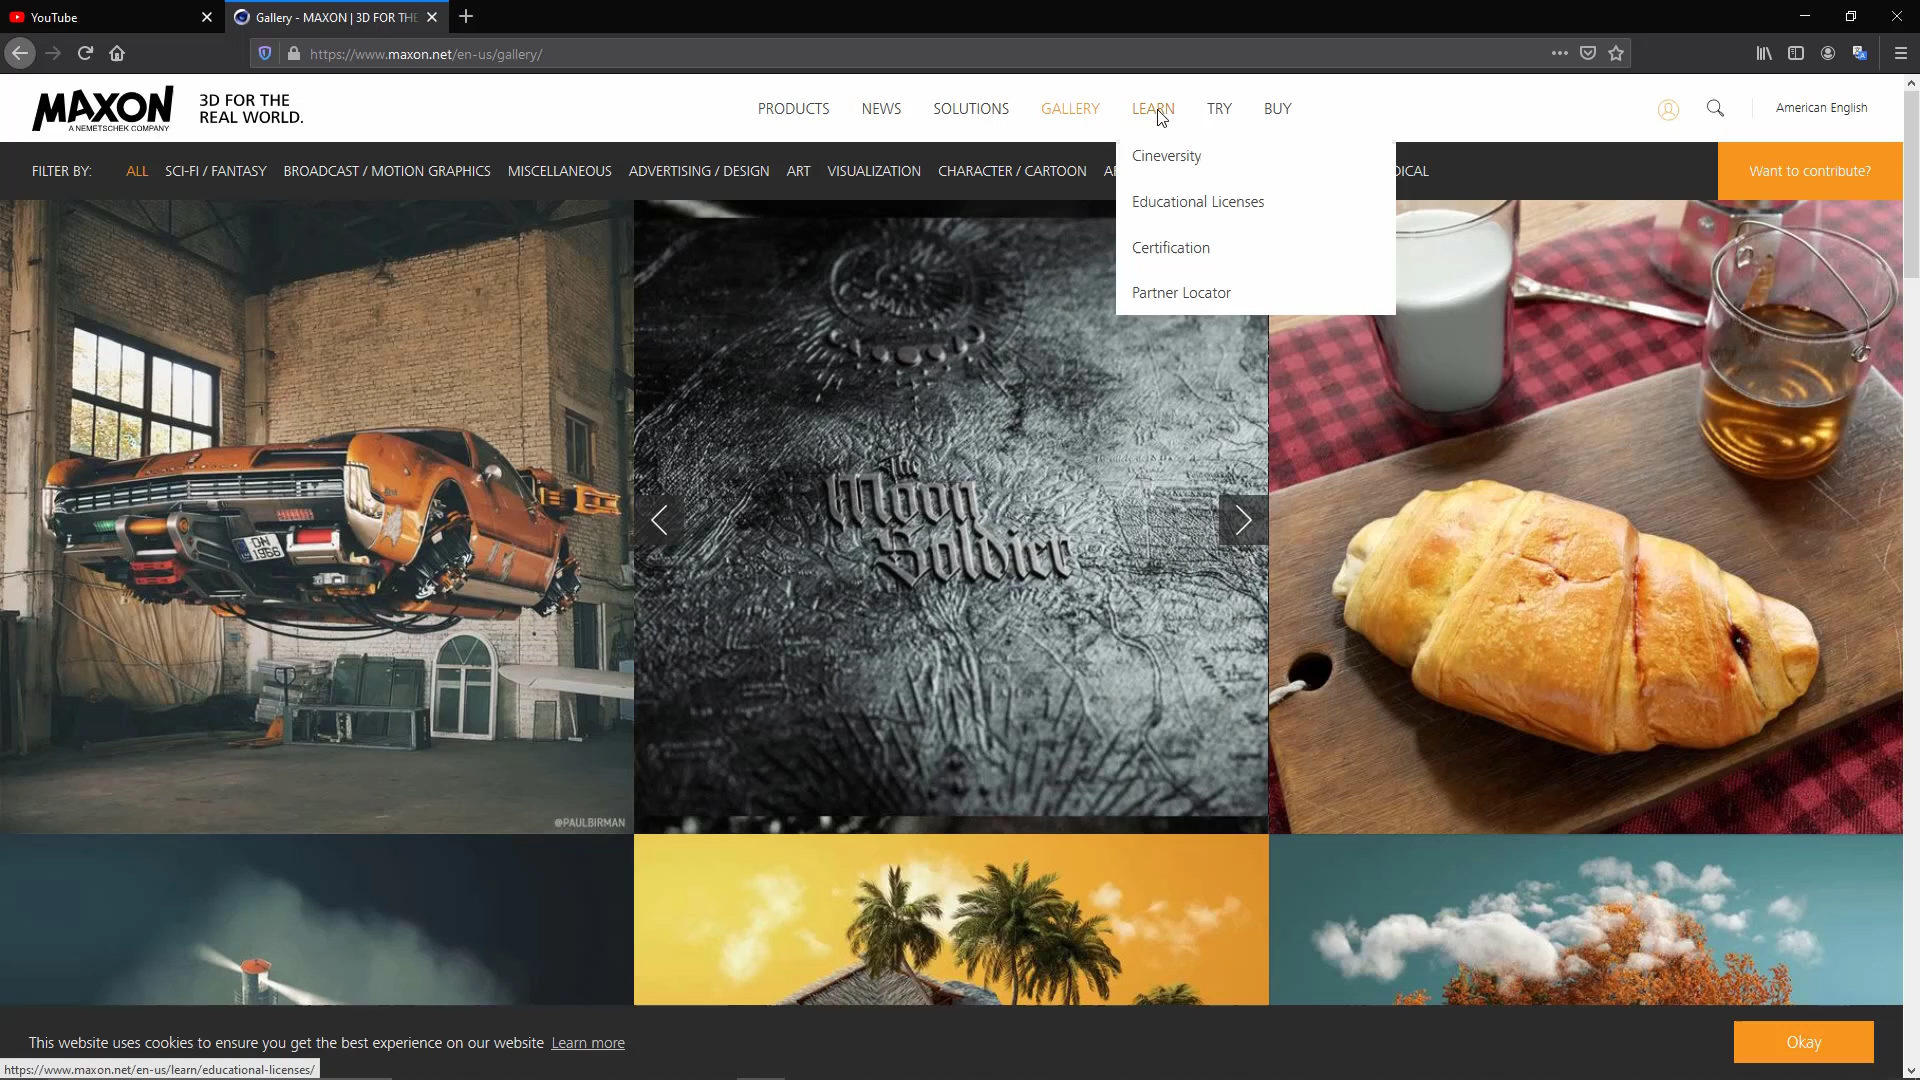 YouTube
Gallery - MAXON | 3D FOR THE
https://www.maxon.net/en-us/gallery/
MAXON
A NEMETSCHEK COMPANY
3D FOR THE
REAL WORLD.
PRODUCTS NEWS SOLUTIONS GALLERY LEARN TRY BUY
American English
FILTER BY: ALL SCI-FI / FANTASY BROADCAST / MOTION GRAPHICS MISCELLANEOUS ADVERTISING / DESIGN ART VISUALIZATION CHARACTER / CARTOON
Want to contribute?
Cineversity
Educational Licenses
Certification
Partner Locator
The
Moon
Soldier
DN 1966
@PAULBIRMAN
This website uses cookies to ensure you get the best experience on our website Learn more
Okay
https://www.maxon.net/en-us/learn/educational-licenses/